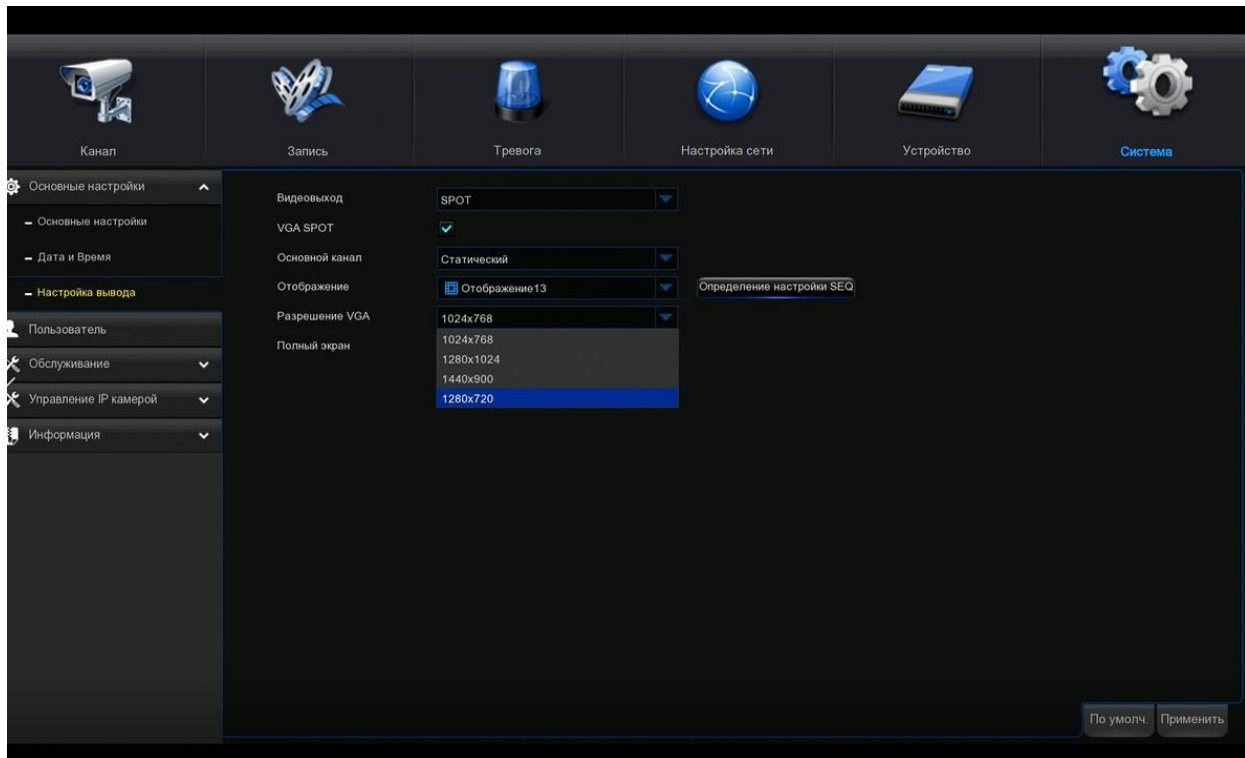 Канал
Запись
Тревога
Настройка сети
Устройство
Система
Основные настройки
Основные настройки
Дата и Время
Настройка вывода
Пользователь
Обслуживание
Управление IP камерой
Информация
Видеовыход
SPOT
VGA SPOT
Основной канал
Статический
Отображение
Отображение13
Определение настройки SEQ
Разрешение VGA
1024x768
1024x768
1280x1024
1440x900
1280x720
Полный экран
По умолч.
Применить